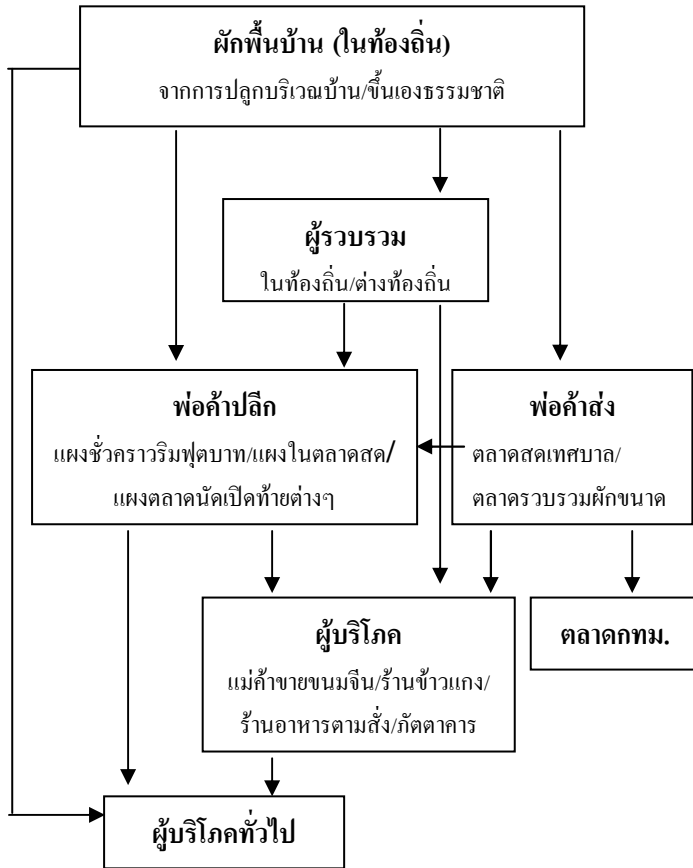 ผักพื้นบ้าน (ในท้องถิ่น)
จากการปลูกบริเวณบ้าน/ขึ้นเองธรรมชาติ
ผู้รวบรวม
ในท้องถิ่น/ต่างท้องถิ่น
พ่อค้าปลีก
แผงชั่วคราวริมฟุตบาท/แผงในตลาดสด/
แผงตลาดนัดเปิดท้ายต่างๆ
พ่อค้าส่ง
ตลาดสดเทศบาล/
ตลาดรวบรวมผักขนาด
ผู้บริโภค
แม่ค้าขายขนมจีน/ร้านข้าวแกง/
ร้านอาหารตามสั่ง/ภัตตาคาร
ตลาดกทม.
ผู้บริโภคทั่วไป